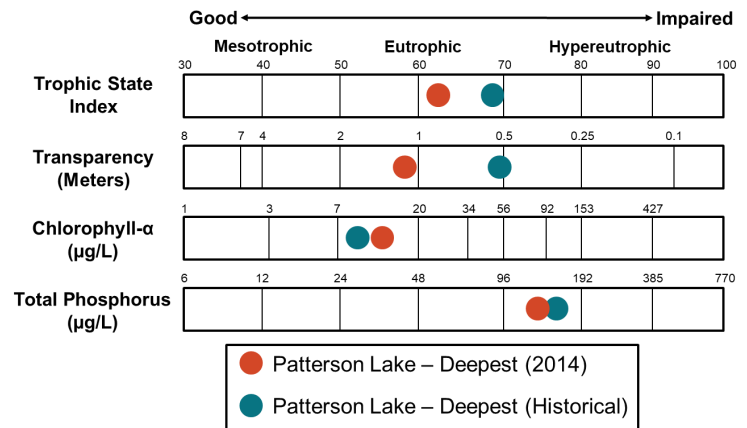 Good Impaired
Mesotrophic Eutrophic Hypereutrophic
30 40 50 60 70 80 90 100
Trophic State
Index
8 7 4 2 1 0.5 0.25 0.1
Transparency
(Meters)
1 3 7 20 34 56 92 153 427
Chlorophyll-α
(µg/L)
6 12 24 48 96 192 385 770
Total Phosphorus
(µg/L)
Patterson Lake – Deepest (2014)
Patterson Lake – Deepest (Historical)